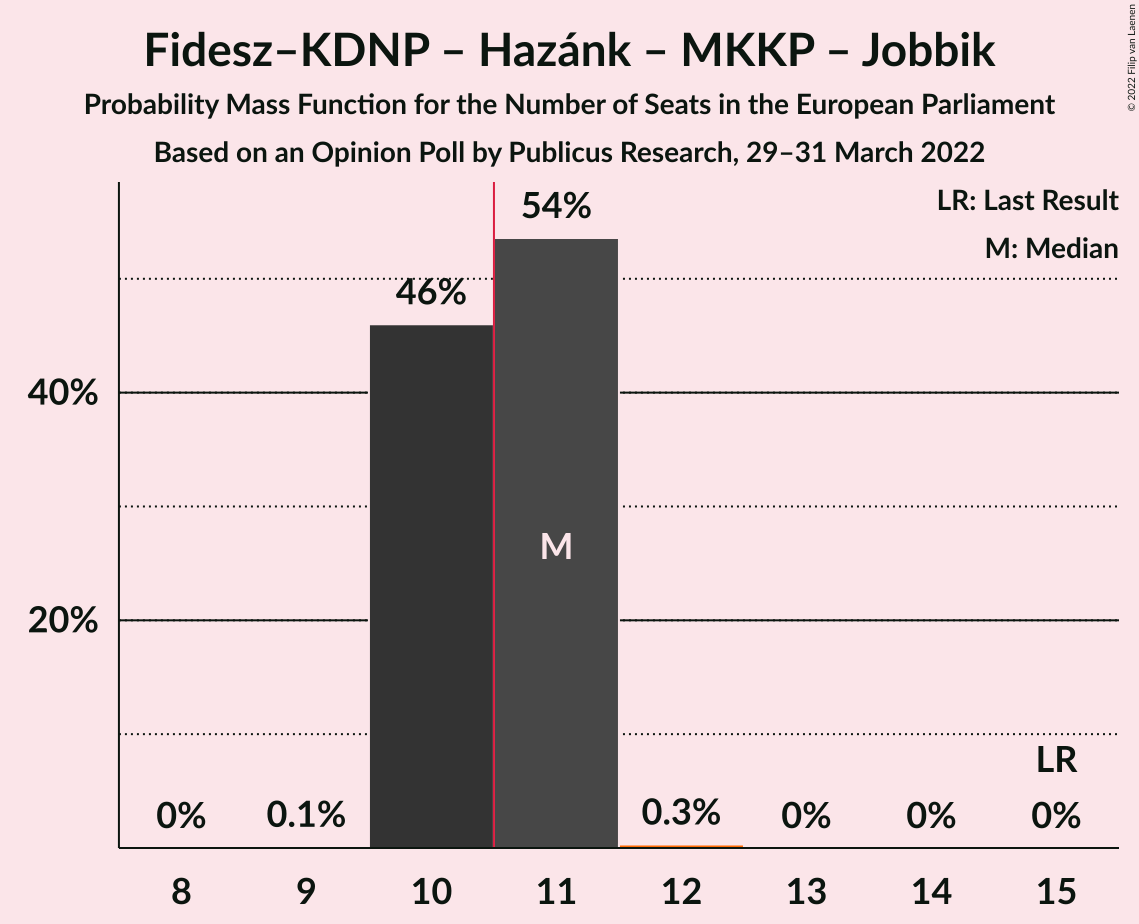 Fidesz–KDNP – Hazánk – MKKP – Jobbik
Probability Mass Function for the Number of Seats in the European Parliament
Based on an Opinion Poll by Publicus Research, 29–31 March 2022
© 2022 Filip van Laenen
LR: Last Result
M: Median
54%
46%
40%
M
20%
LR
0% 0.1% 0.3% 0% 0% 0%
8 9 10 11 12 13 14 15